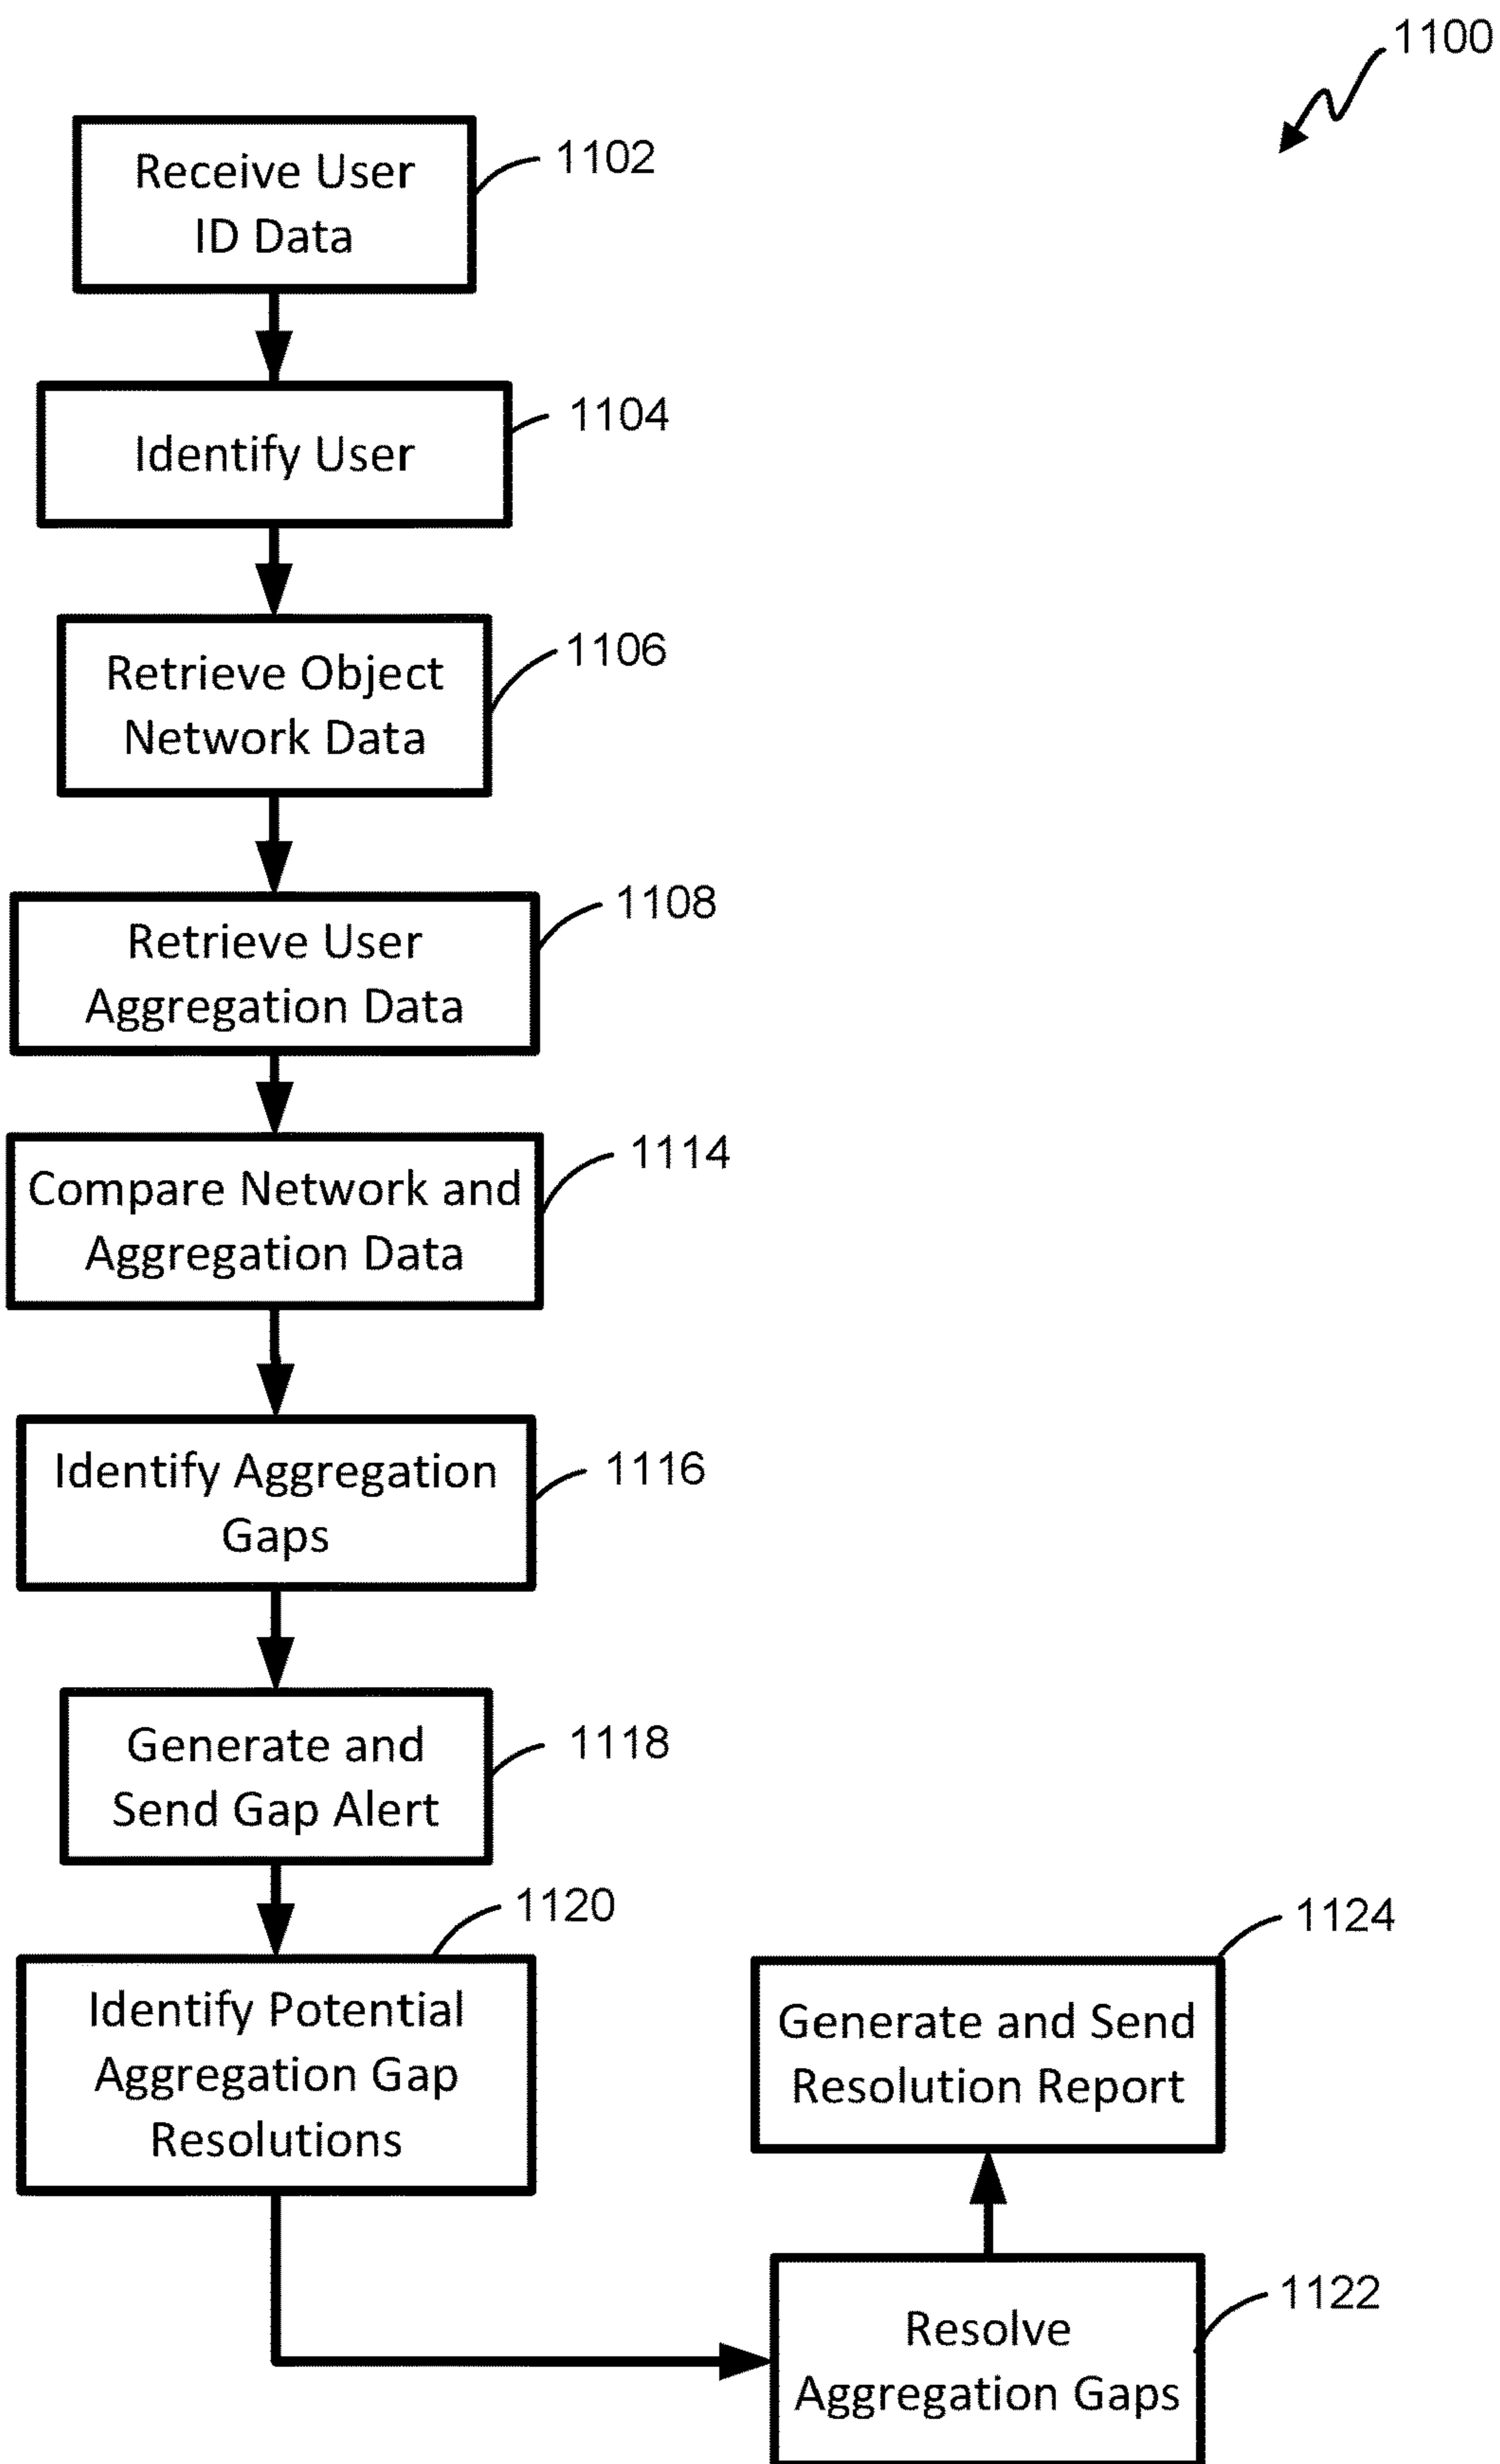 1100
Receive User
ID Data
1102
Identify User
1104
Retrieve Object
Network Data
1106
Retrieve User
Aggregation Data
1108
Compare Network and
Aggregation Data
1114
Identify Aggregation
Gaps
1116
Generate and
Send Gap Alert
1118
Identify Potential
Aggregation Gap
Resolutions
1120
Resolve
Aggregation Gaps
1122
Generate and Send
Resolution Report
1124